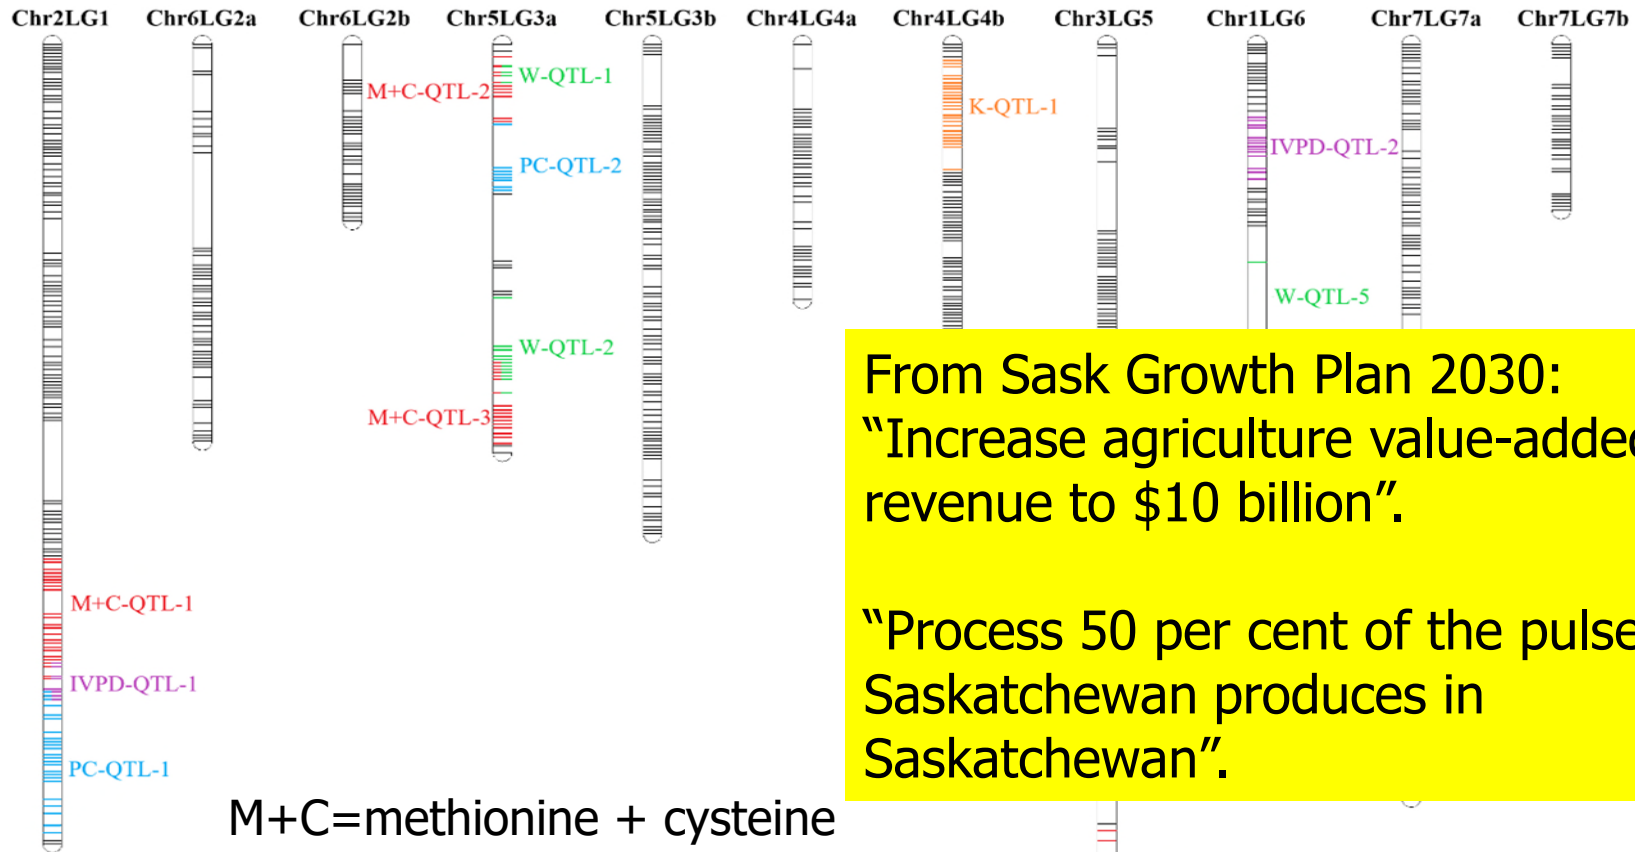 Chr2LG1 Chr6LG2a Chr6LG2b Chr5LG3a Chr5LG3b Chr4LG4a Chr4LG4b Chr3LG5 Chr1LG6 Chr7LG7a Chr7LG7b
W-QTL-1
M+C-QTL-2
K-QTL-1
IVPD-QTL-2
PC-QTL-2
W-QTL-5
W-QTL-2
M+C-QTL-3
M+C-QTL-1
IVPD-QTL-1
PC-QTL-1
From Sask Growth Plan 2030:
“Increase agriculture value-added
revenue to $10 billion”.
“Process 50 per cent of the pulse
Saskatchewan produces in
Saskatchewan”.
M+C=methionine + cysteine